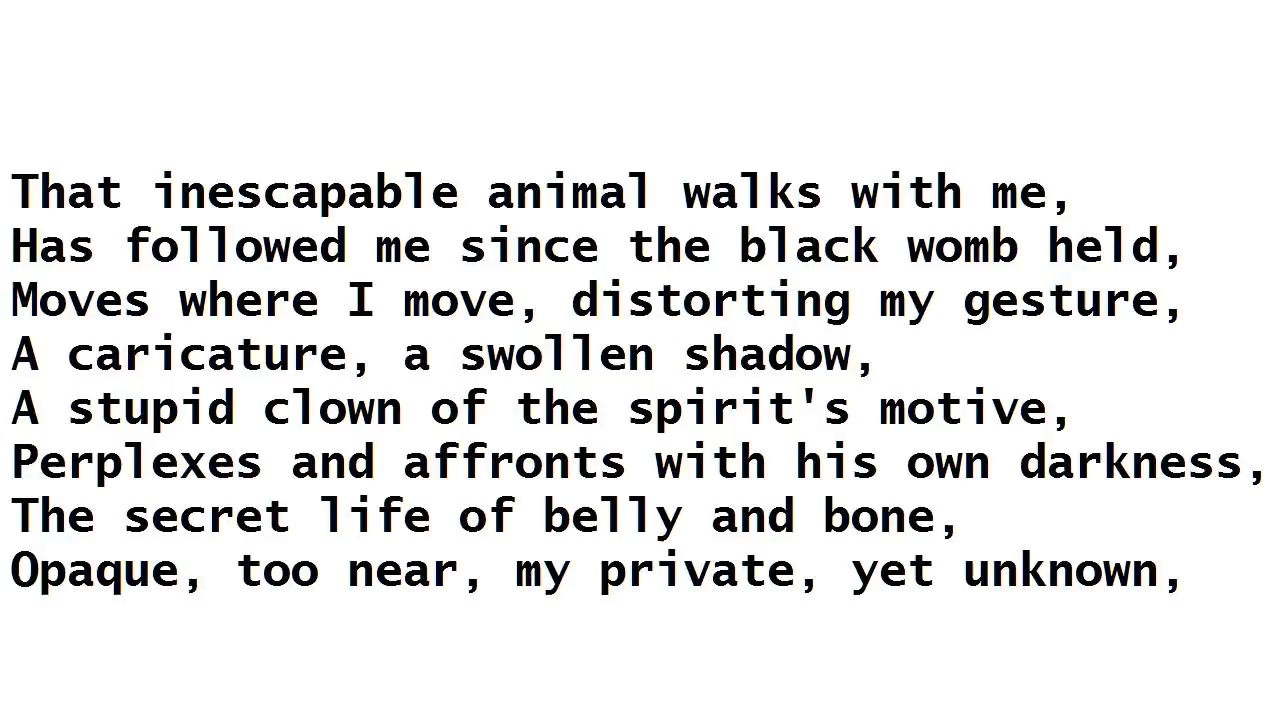 That inescapable animal walks with me,
Has followed me since the black womb held,
Moves where I move, distorting my gesture,
A caricature, a swollen shadow,
A stupid clown of the spirit's motive,
Perplexes and affronts with his own darkness,
The secret life of belly and bone,
Opaque, too near, my private, yet unknown,